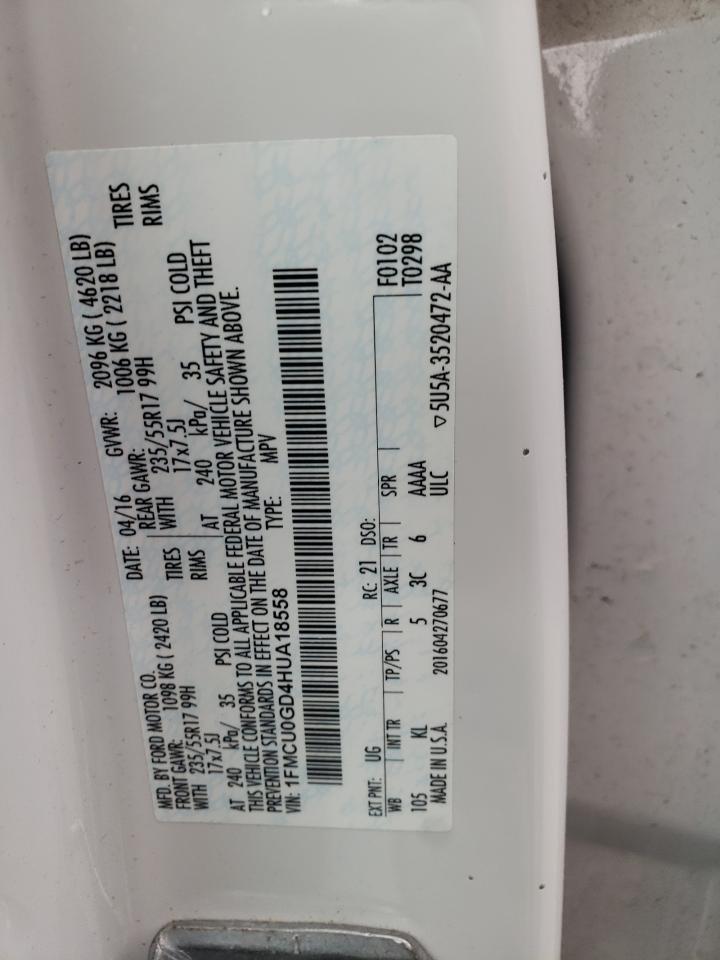 MFD. BY FORD MOTOR CO. DATE: 04/16 GVWR: 2096 KG ( 4620 LB)
FRONT GAWR: 1098 KG ( 2420 LB) REAR GAWR: 1006 KG ( 2218 LB)
WITH 235/55R17 99H TIRES WITH 235/55R17 99H TIRES
17x7.5J RIMS 17x7.5J RIMS
AT 240 kPa/ 35 PSI COLD AT 240 kPa/ 35 PSI COLD
THIS VEHICLE CONFORMS TO ALL APPLICABLE FEDERAL MOTOR VEHICLE SAFETY AND THEFT
PREVENTION STANDARDS IN EFFECT ON THE DATE OF MANUFACTURE SHOWN ABOVE.
VIN: 1FMCU0GD4HUA18558 TYPE: MPV
EXT PNT: UG RC: 21 DSO: F0102
WB INT TR TP/PS R AXLE TR SPR T0298
105 KL 5 3C 6 AAAA
MADE IN U.S.A. 201604270677 ULC ▽5U5A-3520472-AA